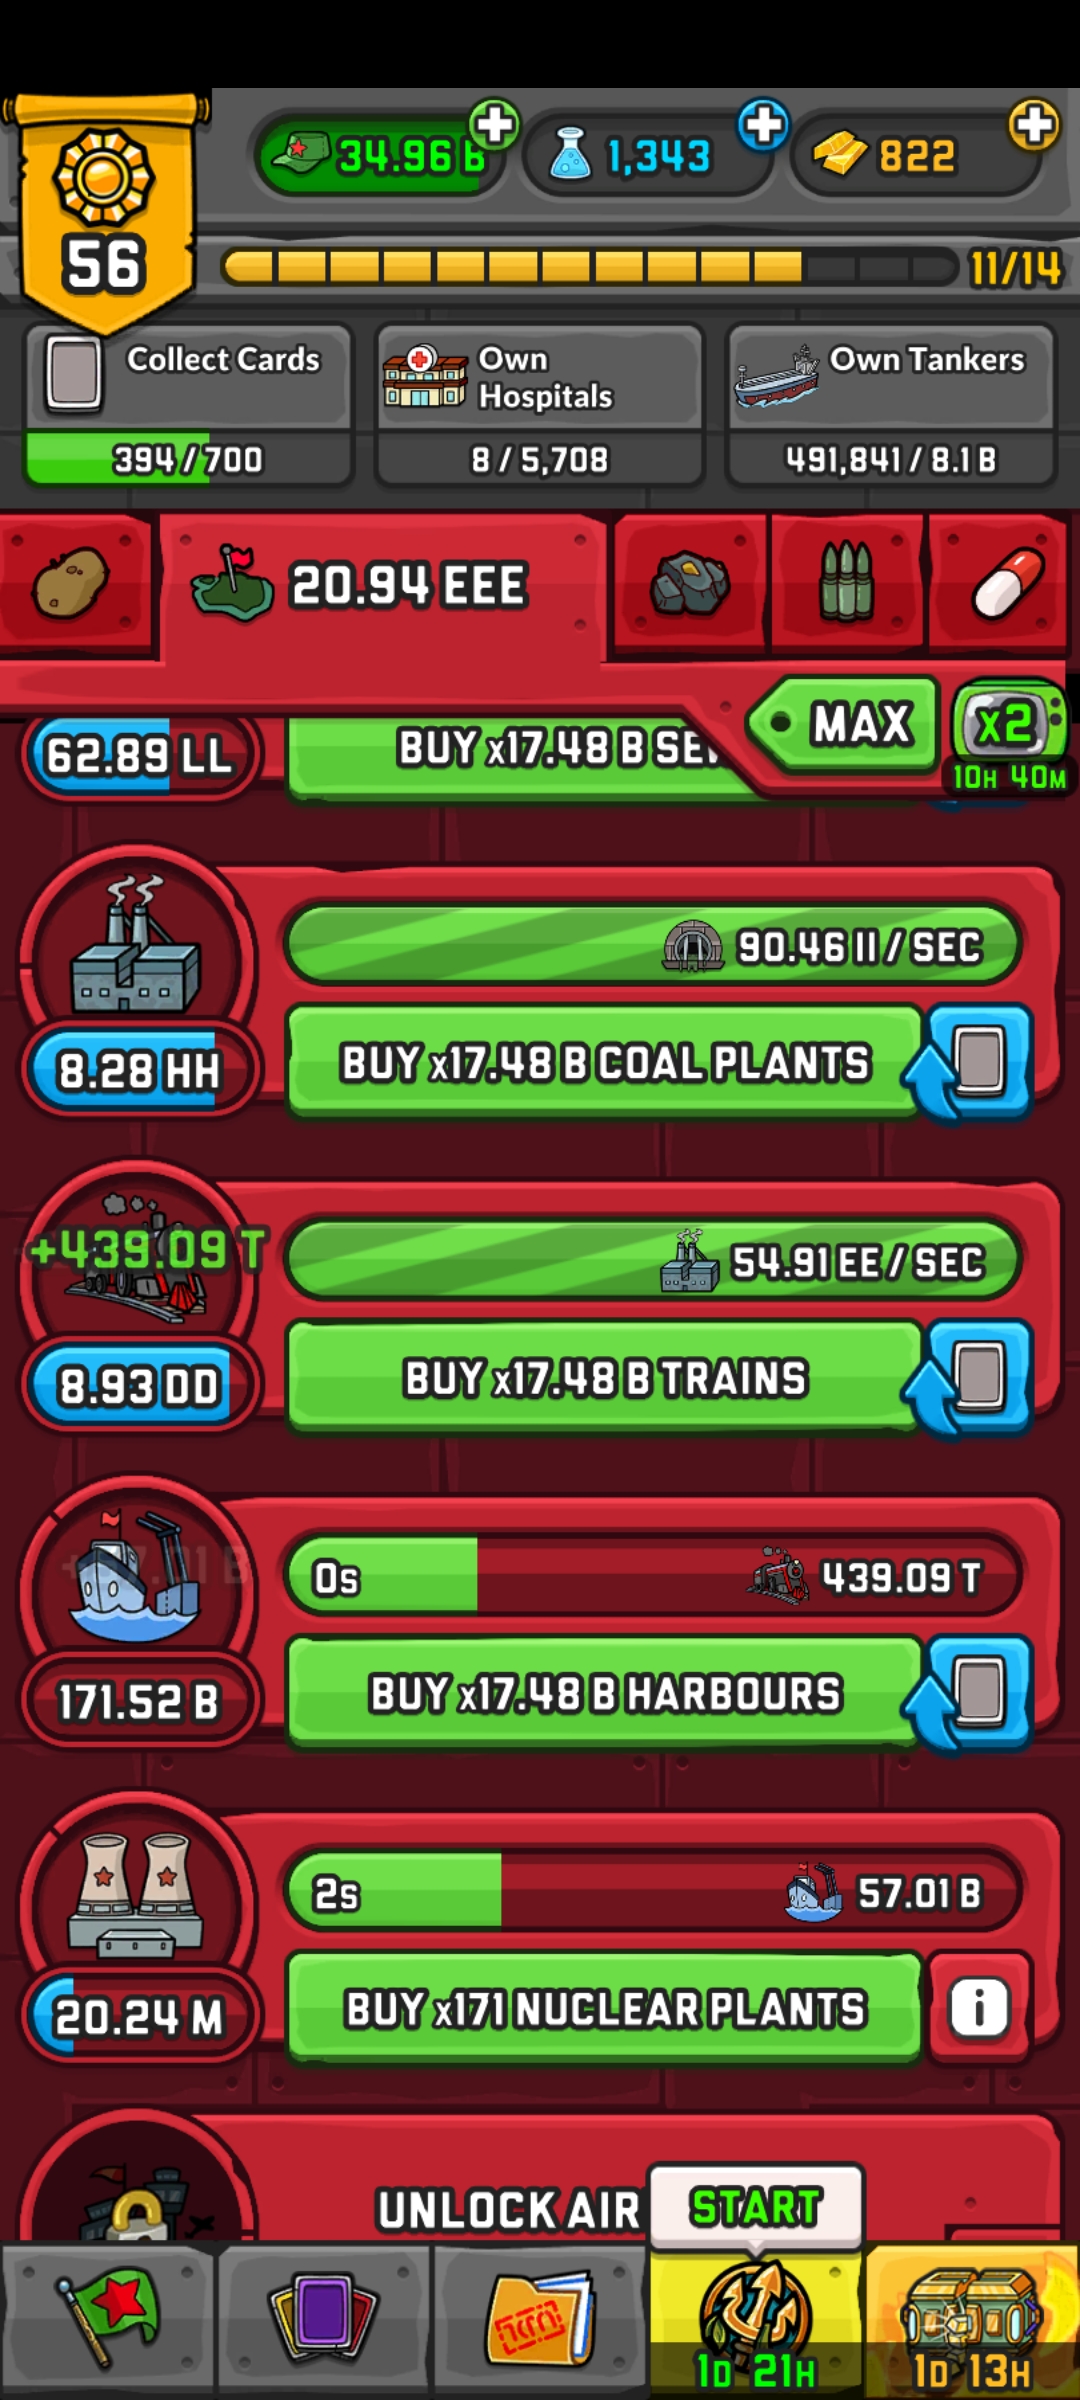 34.96 B
1,343
822
56
11/14
Collect Cards
394/700
Own
Hospitals
8/5,708
Own Tankers
491,841/8.1 B
20.94 EEE
MAX
x2
10H 40M
62.89 LL
BUY x17.48 B
90.46 II / SEC
8.28 HH
BUY x17.48 B COAL PLANTS
+439.09 T
54.91 EE / SEC
8.93 DD
BUY x17.48 B TRAINS
0s
439.09 T
171.52 B
BUY x17.48 B HARBOURS
2s
57.01 B
20.24 M
BUY x171 NUCLEAR PLANTS
i
UNLOCK AIR
START
1D 21H
1D 13H